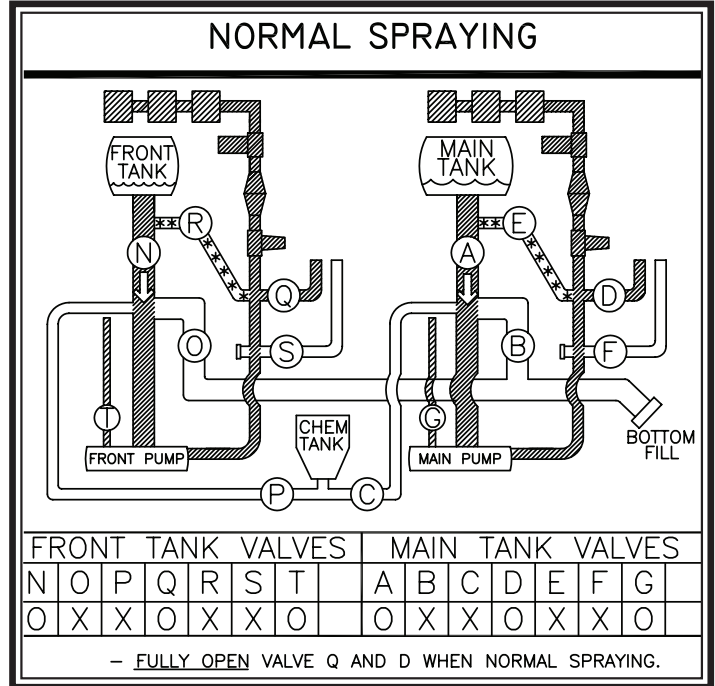 NORMAL SPRAYING
FRONT
TANK
MAIN
TANK
R
E
N
A
Q
D
O
S
B
F
T
G
CHEM
TANK
BOTTOM
FILL
FRONT PUMP
MAIN PUMP
P
C
FRONT TANK VALVES MAIN TANK VALVES
N O P Q R S T A B C D E F G
O X X O X X O O X X O X X O
– FULLY OPEN VALVE Q AND D WHEN NORMAL SPRAYING.